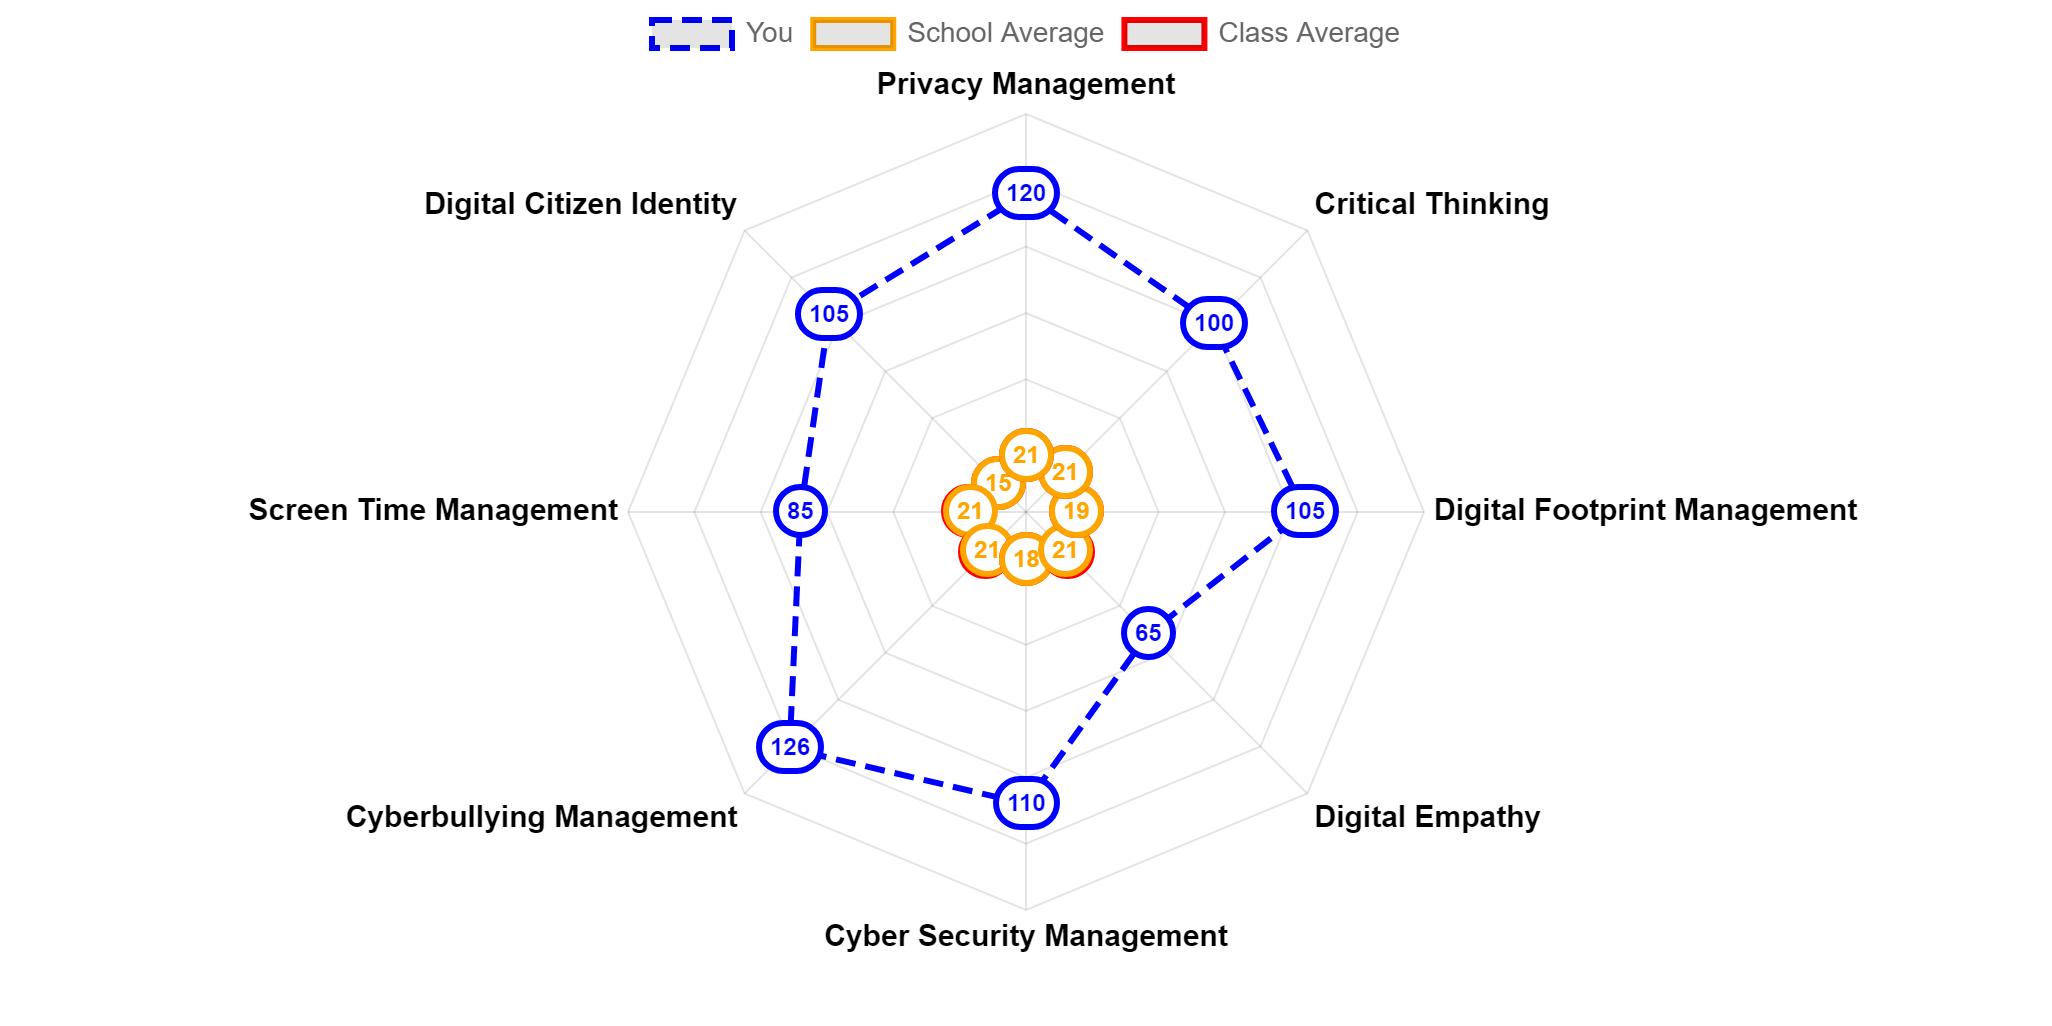 You School Average Class Average
Privacy Management
120
Digital Citizen Identity
Critical Thinking
105
100
21
21
15
Screen Time Management
85
21
19
105
Digital Footprint Management
21
18
21
65
126
110
Cyberbullying Management
Digital Empathy
Cyber Security Management